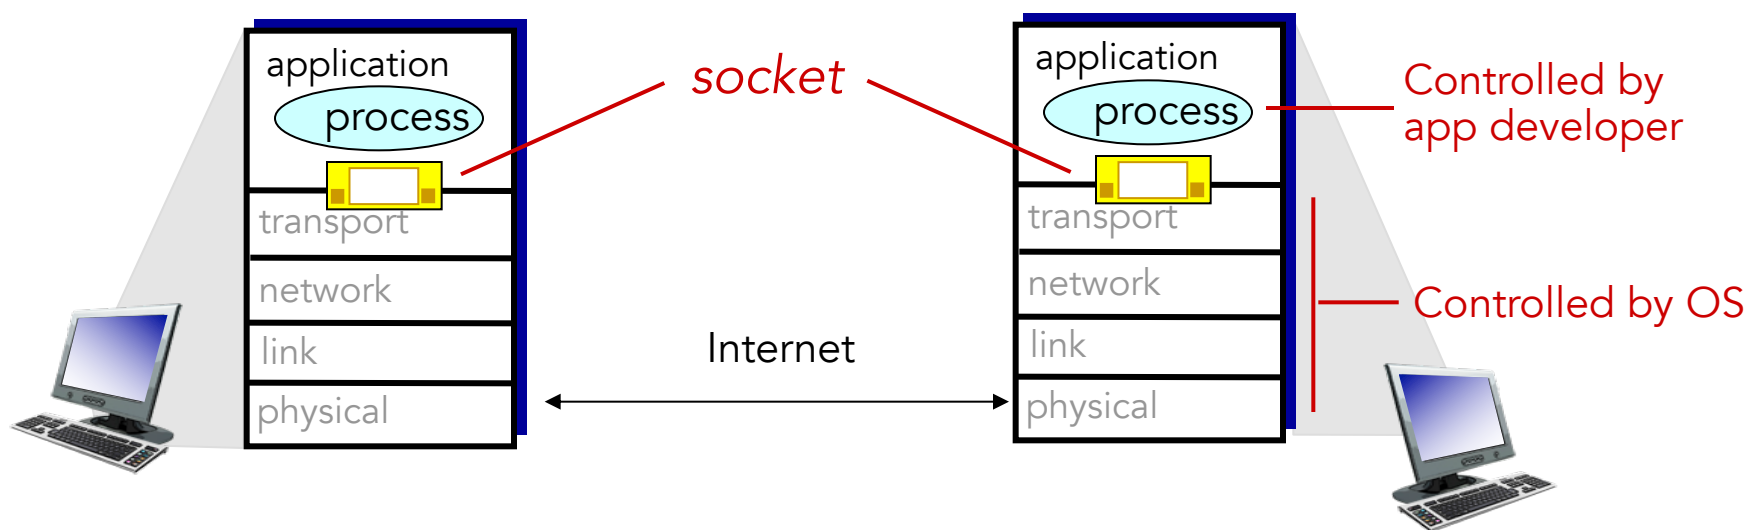 application
process
transport
network
link
physical
socket
Internet
application
process
transport
network
link
physical
Controlled by
app developer
Controlled by OS